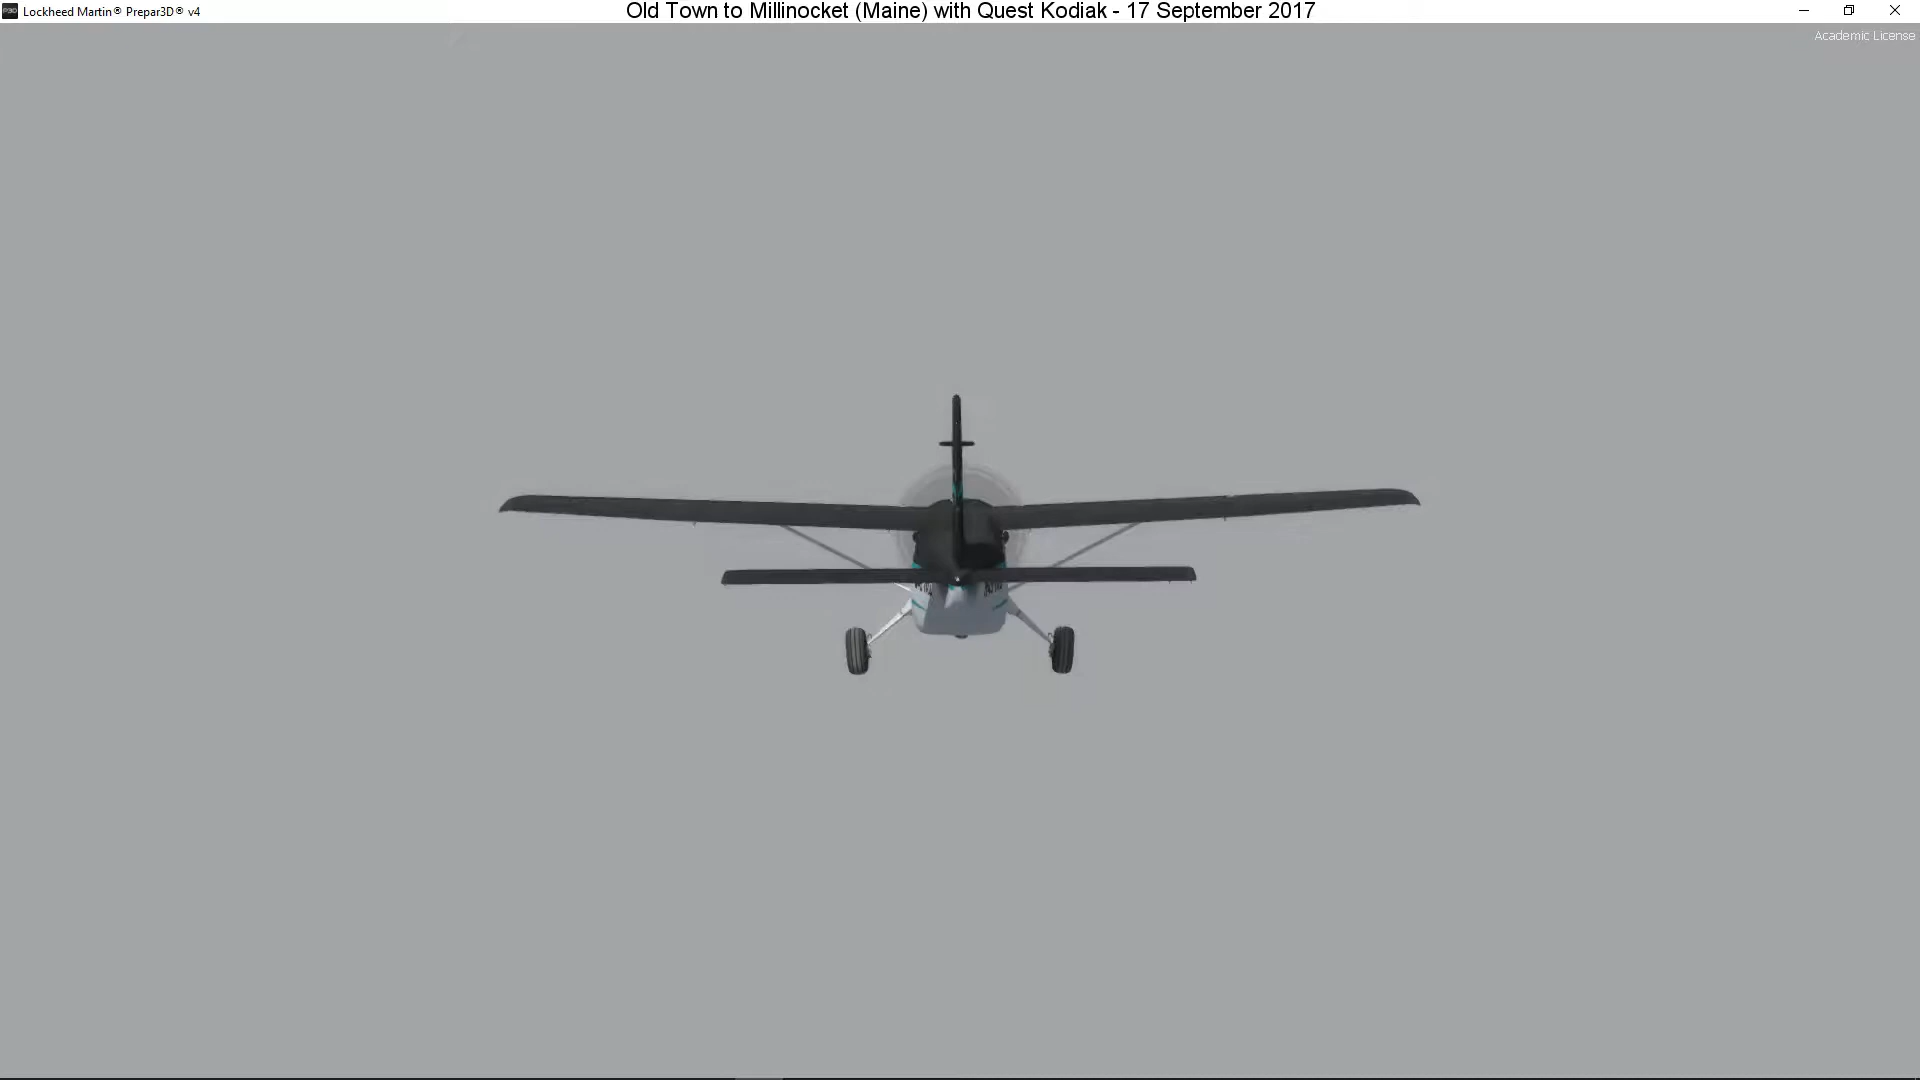 Lockheed Martin® Prepar3D® v4
Old Town to Millinocket (Maine) with Quest Kodiak - 17 September 2017
Academic License